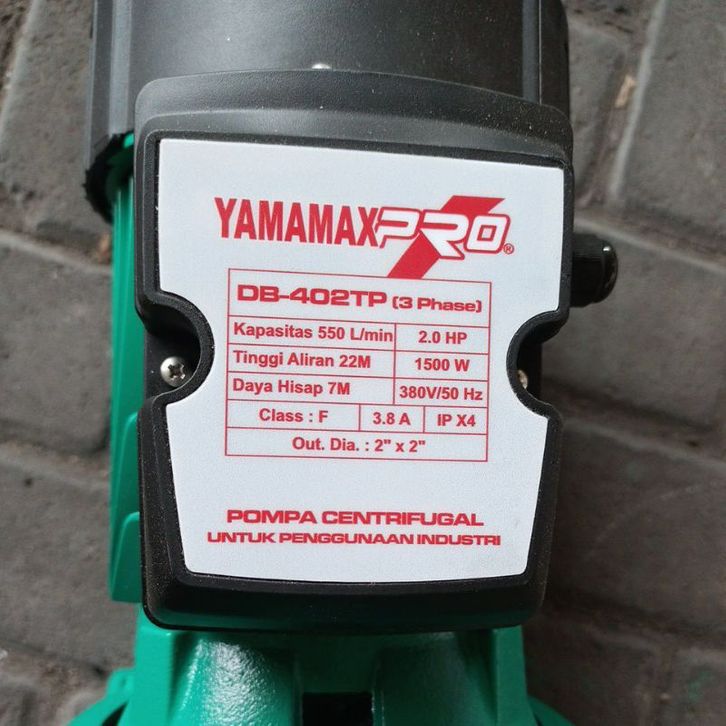 YAMAMAXPRO®
DB-402TP (3 Phase)
Kapasitas 550 L/min 2.0 HP
Tinggi Aliran 22M 1500 W
Daya Hisap 7M 380V/50 Hz
Class : F 3.8 A IP X4
Out. Dia. : 2" x 2"
POMPA CENTRIFUGAL
UNTUK PENGGUNAAN INDUSTRI